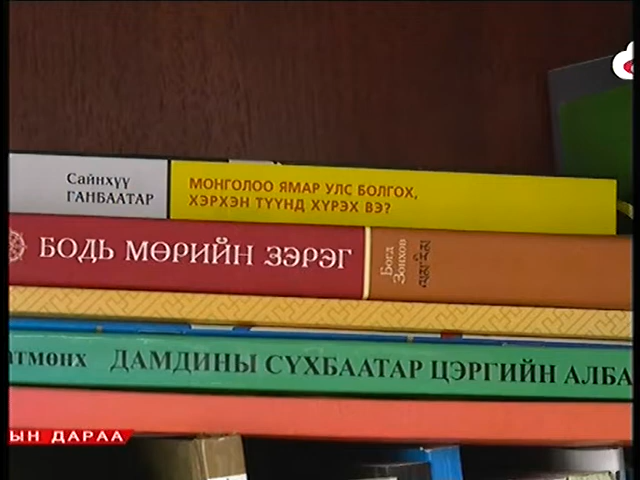 Сайнхүү
ГАНБААТАР
МОНГОЛОО ЯМАР УЛС БОЛГОХ,
ХЭРХЭН ТҮҮНД ХҮРЭХ ВЭ?
БОДЬ МӨРИЙН ЗЭРЭГ
Богд
Зонхов
атмөнх ДАМДИНЫ СҮХБААТАР ЦЭРГИЙН АЛБА
ЫН ДАРАА